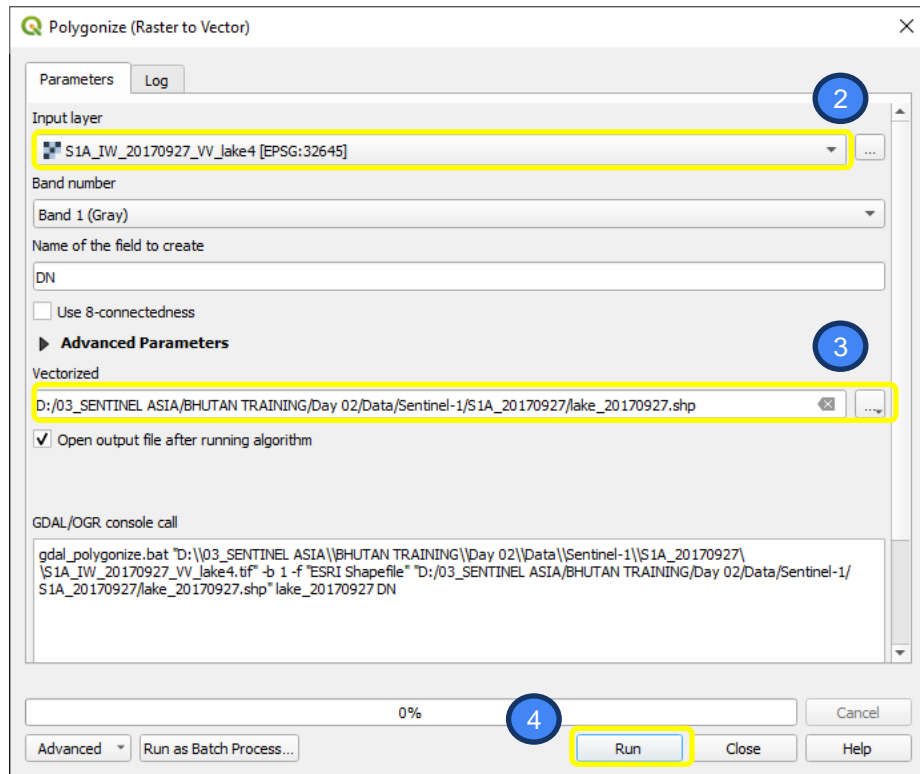 Polygonize (Raster to Vector)
Parameters
Log
2
Input layer
S1A_IW_20170927_VV_lake4 [EPSG:32645]
...
Band number
Band 1 (Gray)
Name of the field to create
DN
Use 8-connectedness
Advanced Parameters
3
Vectorized
D:/03_SENTINEL ASIA/BHUTAN TRAINING/Day 02/Data/Sentinel-1/S1A_20170927/lake_20170927.shp
...
Open output file after running algorithm
GDAL/OGR console call
gdal_polygonize.bat "D:\\03_SENTINEL ASIA\\BHUTAN TRAINING\\Day 02\\Data\\Sentinel-1\\S1A_20170927\
\S1A_IW_20170927_VV_lake4.tif" -b 1 -f "ESRI Shapefile" "D:/03_SENTINEL ASIA/BHUTAN TRAINING/Day 02/Data/Sentinel-1/
S1A_20170927/lake_20170927.shp" lake_20170927 DN
0%
4
Cancel
Advanced
Run as Batch Process...
Run
Close
Help